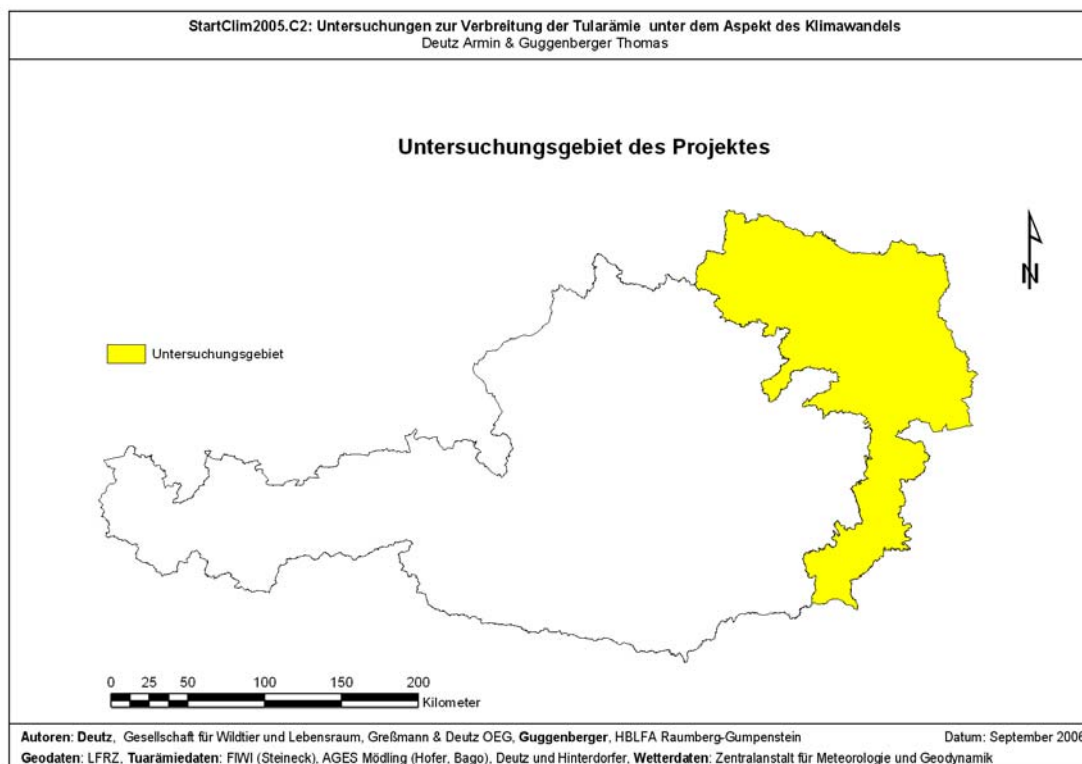 StartClim2005.C2: Untersuchungen zur Verbreitung der Tularämie unter dem Aspekt des Klimawandels
Deutz Armin & Guggenberger Thomas
Untersuchungsgebiet des Projektes
N
Untersuchungsgebiet
0 25 50 100 150 200
Kilometer
Autoren: Deutz, Gesellschaft für Wildtier und Lebensraum, Greßmann & Deutz OEG, Guggenberger, HBLFA Raumberg-Gumpenstein Datum: September 2006
Geodaten: LFRZ, Tuarämiedaten: FIWI (Steineck), AGES Mödling (Hofer, Bago), Deutz und Hinterdorfer, Wetterdaten: Zentralanstalt für Meteorologie und Geodynamik